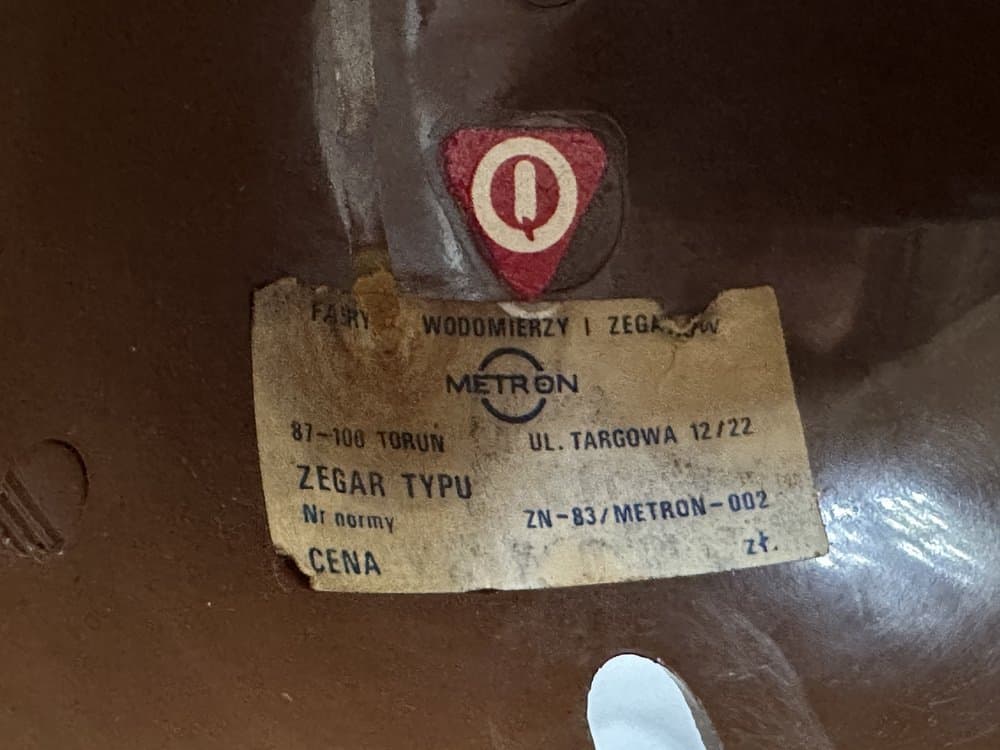 Q
WODOMIERZY I
METRON
87-100 TORUŃ UL. TARGOWA 12/22
ZEGAR TYPU
Nr normy ZN-83/METRON-002
CENA zł.